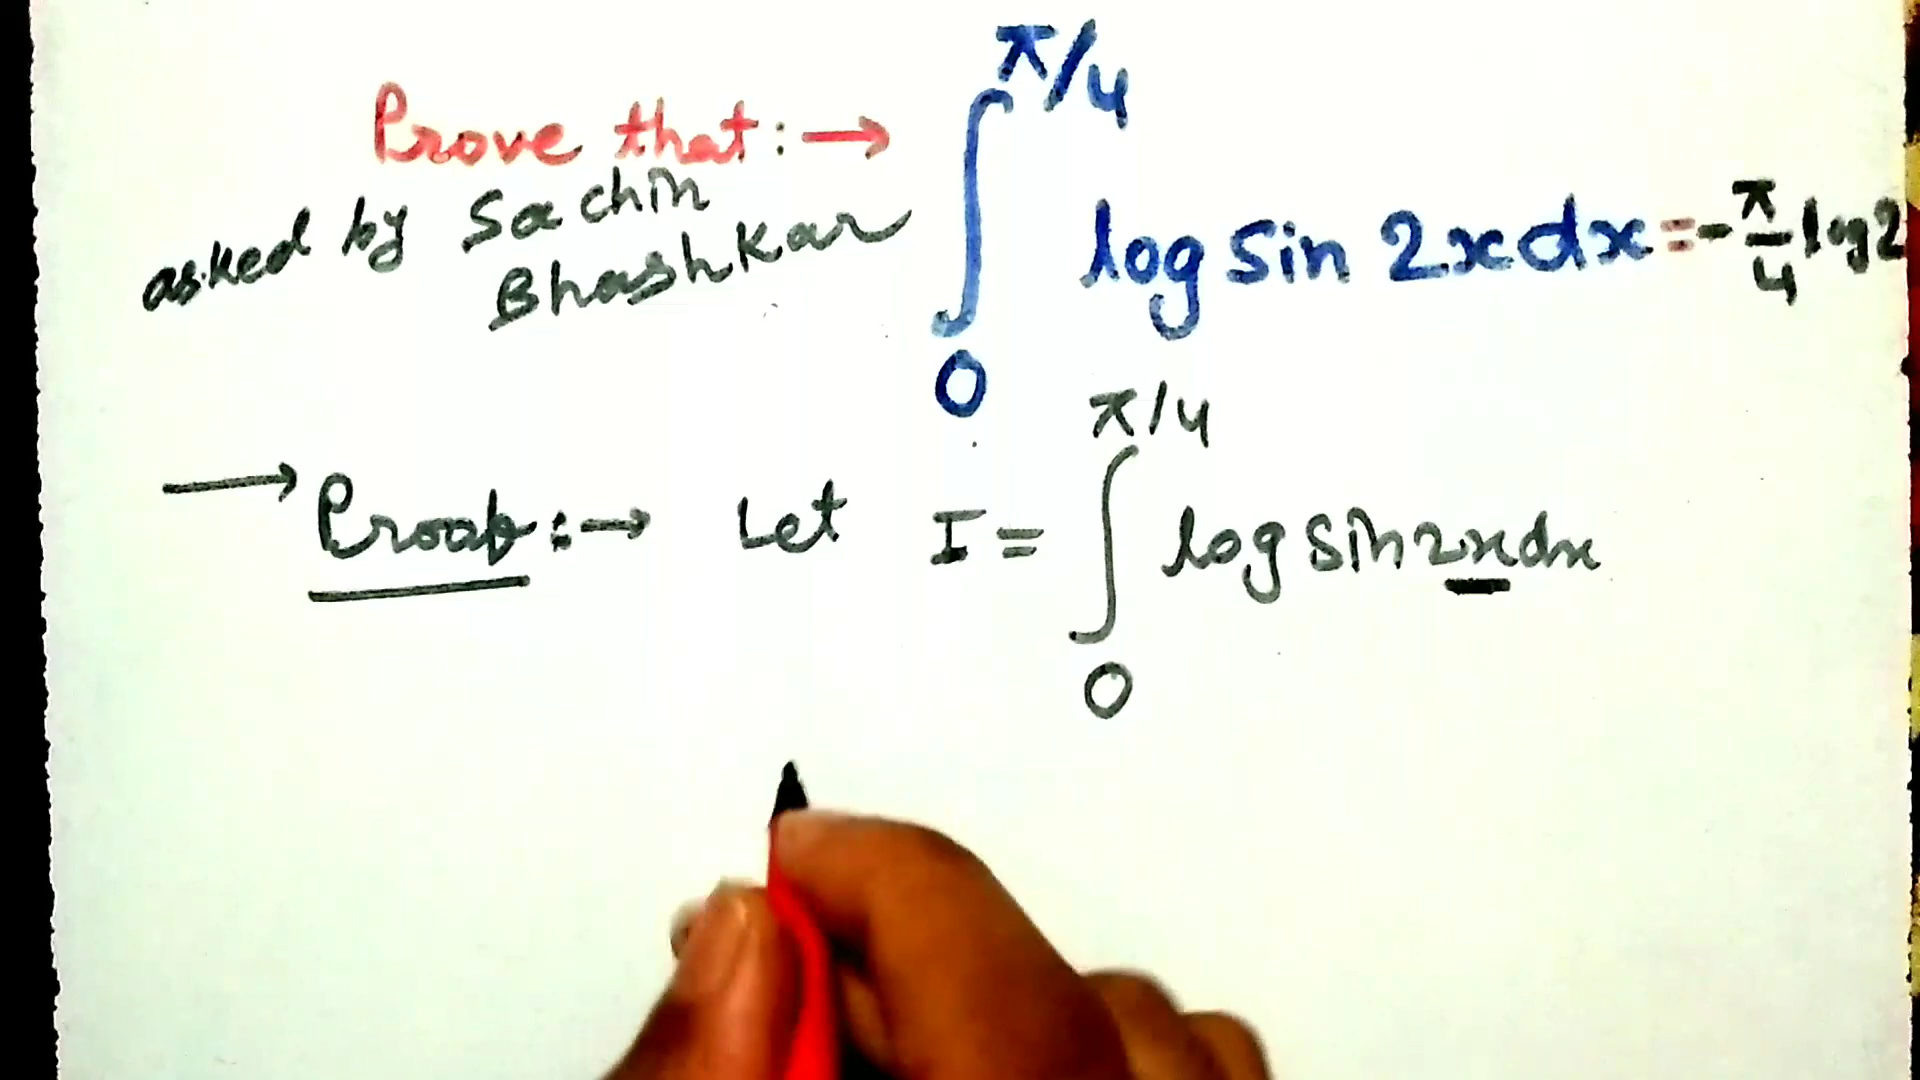 Prove that :→ ∫₀^π/4 log sin 2x dx = -π/4 log2
asked by Sachin
Bhashkar
→ Proof :→ Let I = ∫₀^π/4 log sin 2x dx